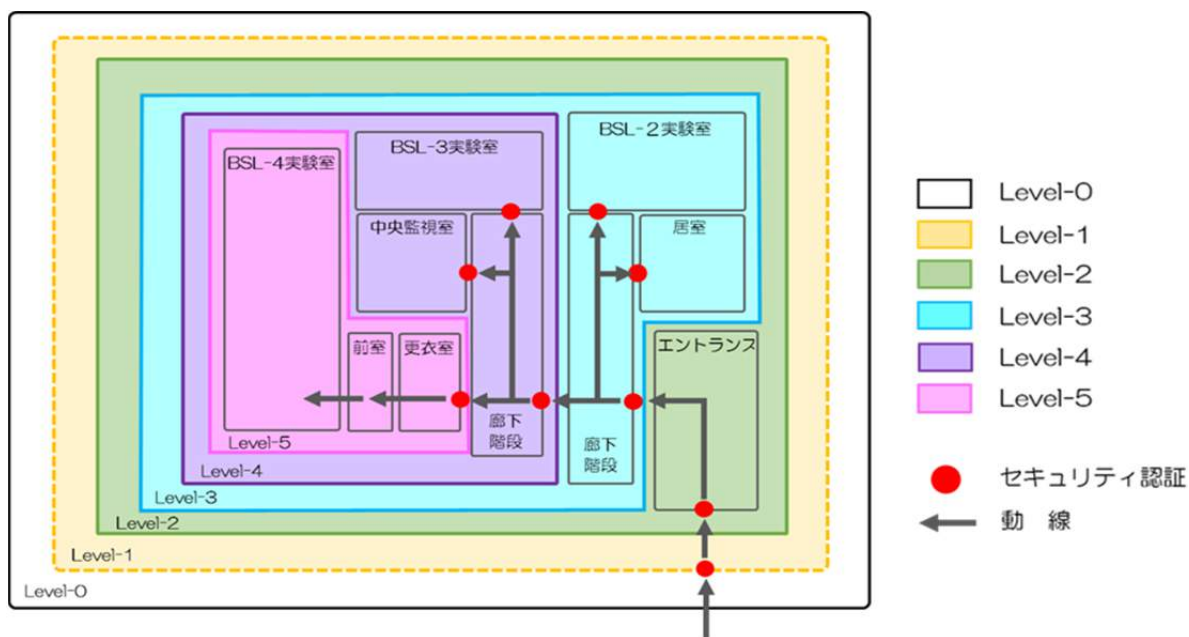 BSL-4実験室
BSL-3実験室
BSL-2実験室
中央監視室
居室
前室
更衣室
エントランス
廊下
階段
廊下
階段
Level-5
Level-4
Level-3
Level-2
Level-1
Level-0
Level-0
Level-1
Level-2
Level-3
Level-4
Level-5
セキュリティ認証
動 線